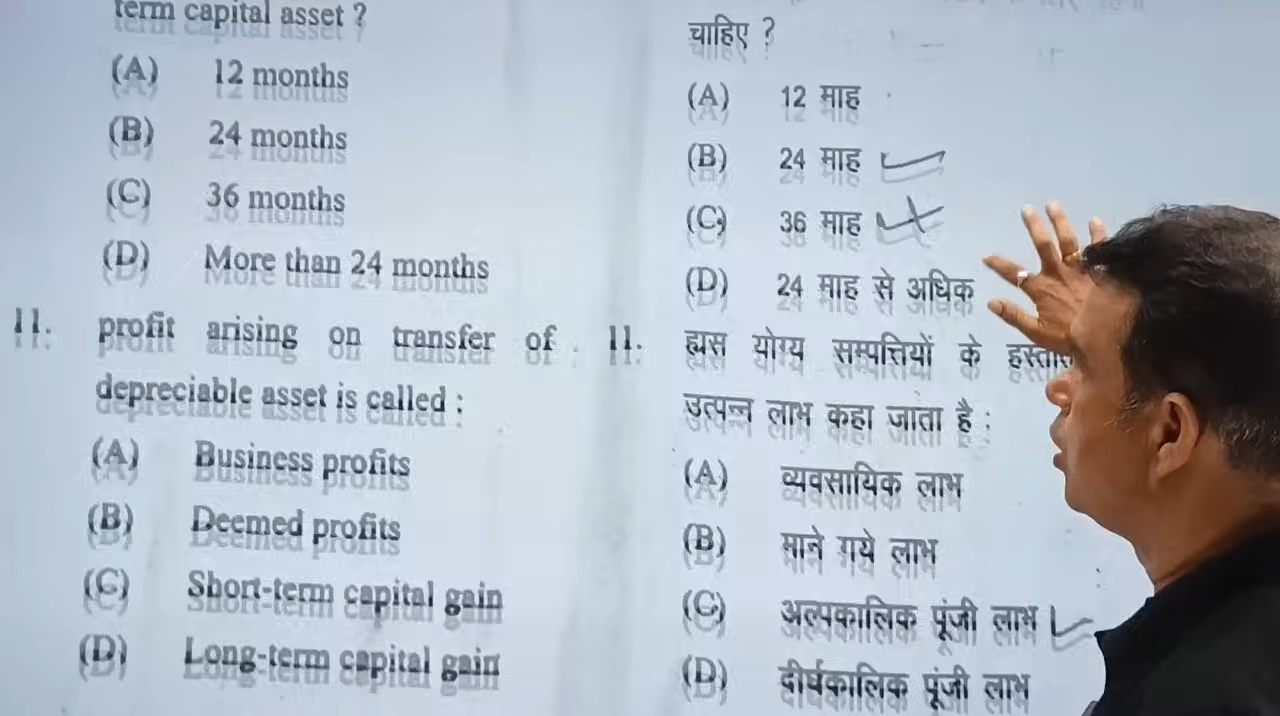 term capital asset ?
(A) 12 months
(B) 24 months
(C) 36 months
(D) More than 24 months
11. profit arising on transfer of
depreciable asset is called :
(A) Business profits
(B) Deemed profits
(C) Short-term capital gain
(D) Long-term capital gain
चाहिए ?
(A) 12 माह
(B) 24 माह
(C) 36 माह
(D) 24 माह से अधिक
11. ह्यस योग्य सम्पत्तियों के
उत्पन्न लाभ कहा जाता है :
(A) व्यवसायिक लाभ
(B) माने गये लाभ
(C) अल्पकालिक पूंजी लाभ
(D) दीर्घकालिक पूंजी लाभ